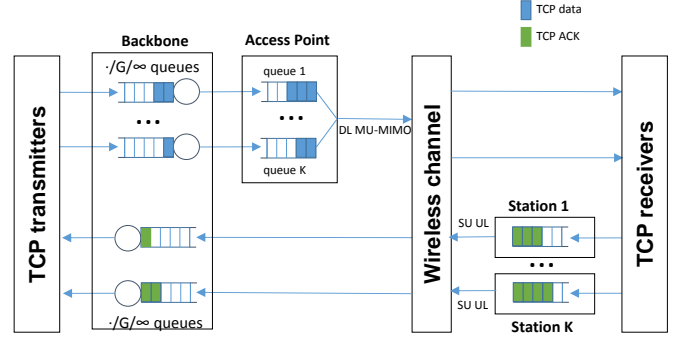 TCP data
TCP ACK
Backbone
Access Point
·/G/∞ queues
queue 1
queue K
DL MU-MIMO
TCP transmitters
Wireless channel
TCP receivers
Station 1
SU UL
SU UL
Station K
·/G/∞ queues